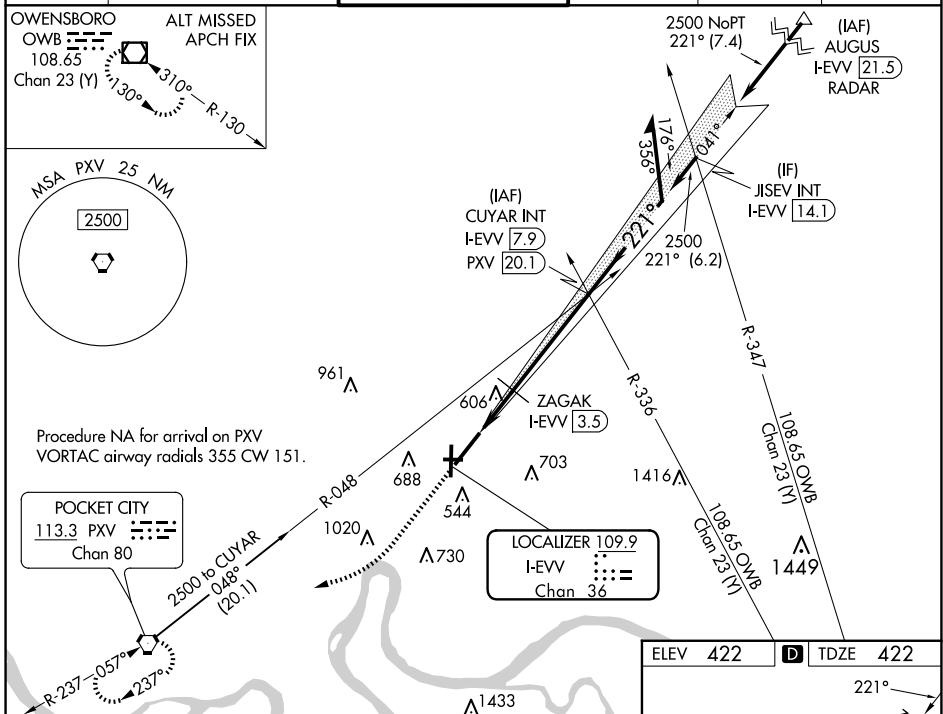 OWENSBORO
OWB
108.65
Chan 23 (Y)
ALT MISSED
APCH FIX
310°
130°
R-130
2500 NoPT
221° (7.4)
(IAF)
AUGUS
I-EVV 21.5
RADAR
MSA PXV 25 NM
2500
176°
356°
041°
(IF)
JISEV INT
I-EVV 14.1
(IAF)
CUYAR INT
I-EVV 7.9
PXV 20.1
221°
2500
221° (6.2)
R-347
961
606
ZAGAK
I-EVV 3.5
R-336
Procedure NA for arrival on PXV
VORTAC airway radials 355 CW 151.
R-048
688
703
1416
108.65 OWB
Chan 23 (Y)
544
POCKET CITY
113.3 PXV
Chan 80
1020
730
LOCALIZER 109.9
I-EVV
Chan 36
108.65 OWB
Chan 23 (Y)
1449
2500 to CUYAR
048°
(20.1)
R-237
057°
237°
1433
ELEV 422
D
TDZE 422
221°